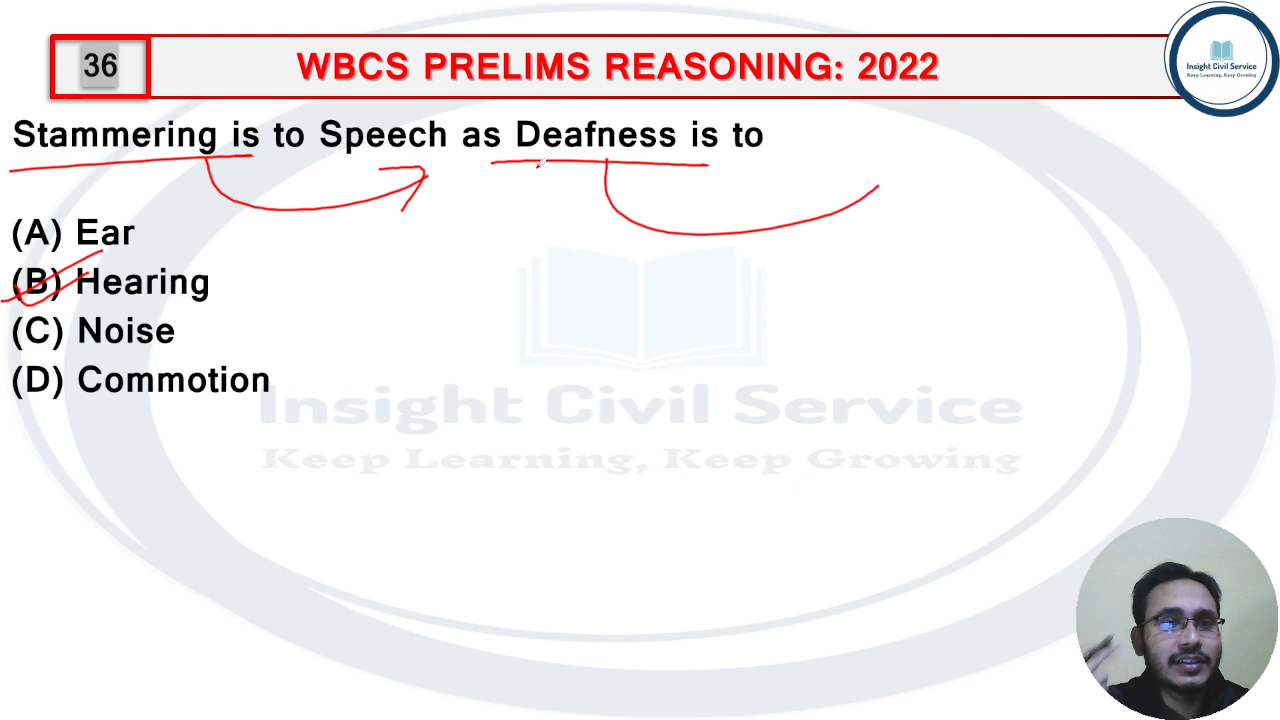 36
WBCS PRELIMS REASONING: 2022
Insight Civil Service
Keep Learning, Keep Growing
Stammering is to Speech as Deafness is to
(A) Ear
(B) Hearing
(C) Noise
(D) Commotion
Insight Civil Service
Keep Learning, Keep Growing